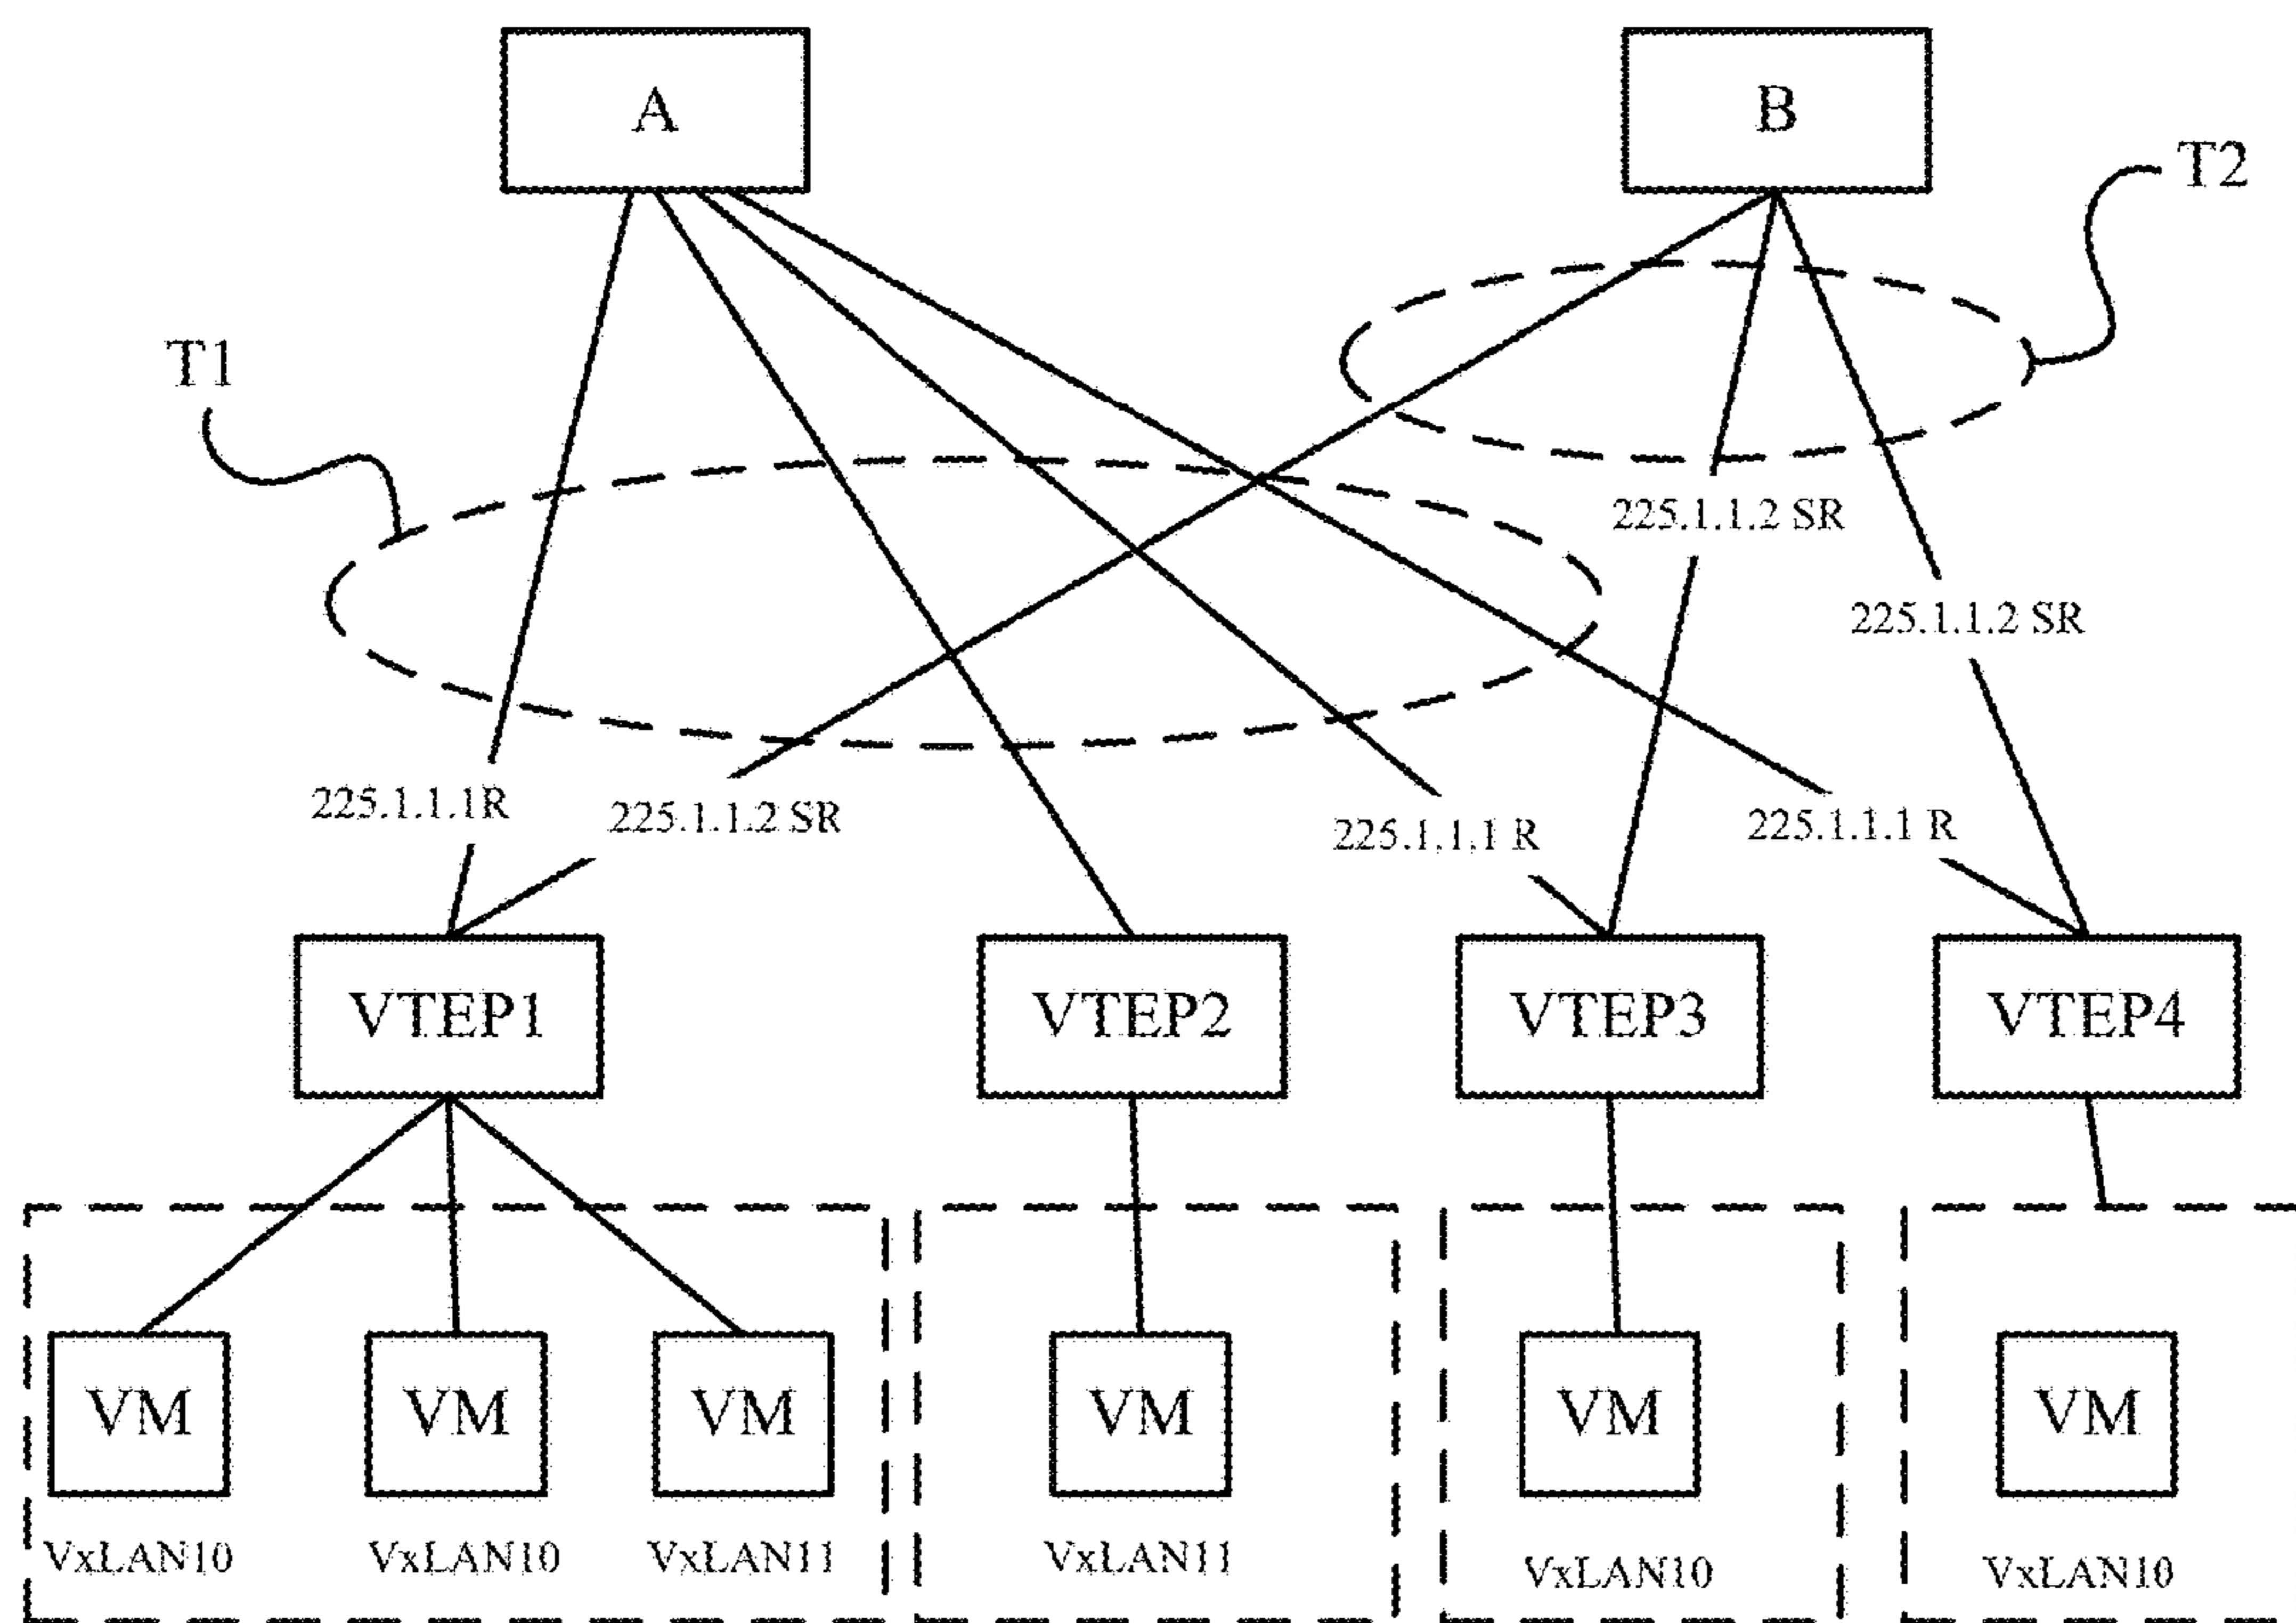 A
B
T2
T1
225.1.1.2 SR
225.1.1.2 SR
225.1.1.1R
225.1.1.2 SR
225.1.1.1 R
225.1.1.1 R
VTEP1
VTEP2
VTEP3
VTEP4
VM
VM
VM
VM
VM
VM
VxLAN10
VxLAN10
VxLAN11
VxLAN11
VxLAN10
VxLAN10